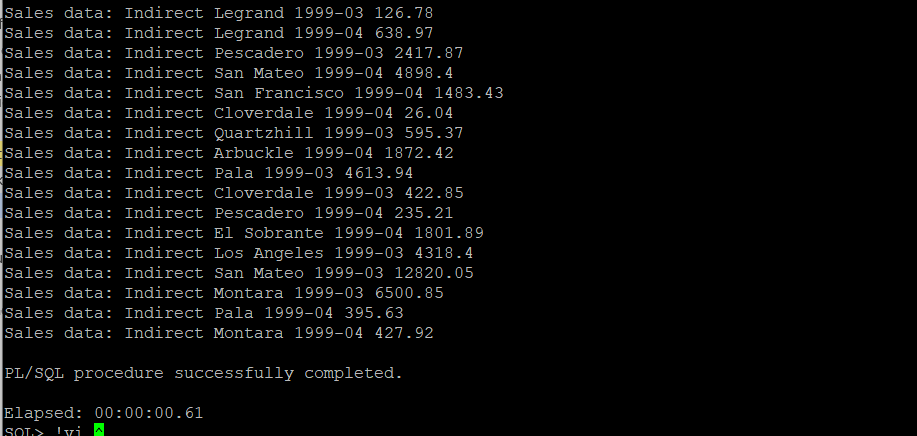 Sales data: Indirect Legrand 1999-03 126.78
Sales data: Indirect Legrand 1999-04 638.97
Sales data: Indirect Pescadero 1999-03 2417.87
Sales data: Indirect San Mateo 1999-04 4898.4
Sales data: Indirect San Francisco 1999-04 1483.43
Sales data: Indirect Cloverdale 1999-04 26.04
Sales data: Indirect Quartzhill 1999-03 595.37
Sales data: Indirect Arbuckle 1999-04 1872.42
Sales data: Indirect Pala 1999-03 4613.94
Sales data: Indirect Cloverdale 1999-03 422.85
Sales data: Indirect Pescadero 1999-04 235.21
Sales data: Indirect El Sobrante 1999-04 1801.89
Sales data: Indirect Los Angeles 1999-03 4318.4
Sales data: Indirect San Mateo 1999-03 12820.05
Sales data: Indirect Montara 1999-03 6500.85
Sales data: Indirect Pala 1999-04 395.63
Sales data: Indirect Montara 1999-04 427.92
PL/SQL procedure successfully completed.
Elapsed: 00:00:00.61
SQL> !vi ^